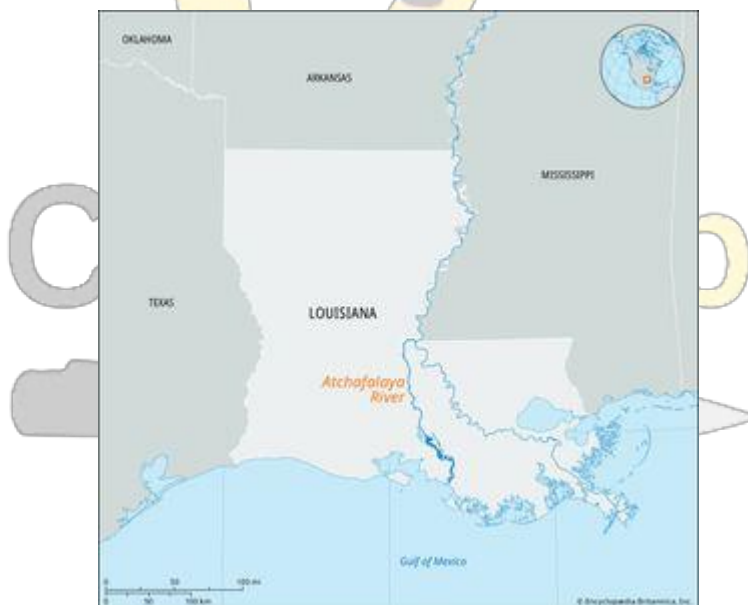 OKLAHOMA
ARKANSAS
MISSISSIPPI
TEXAS
LOUISIANA
Atchafalaya
River
Gulf of Mexico
0 50 100 mi
0 50 100 km
© Encyclopædia Britannica, Inc.